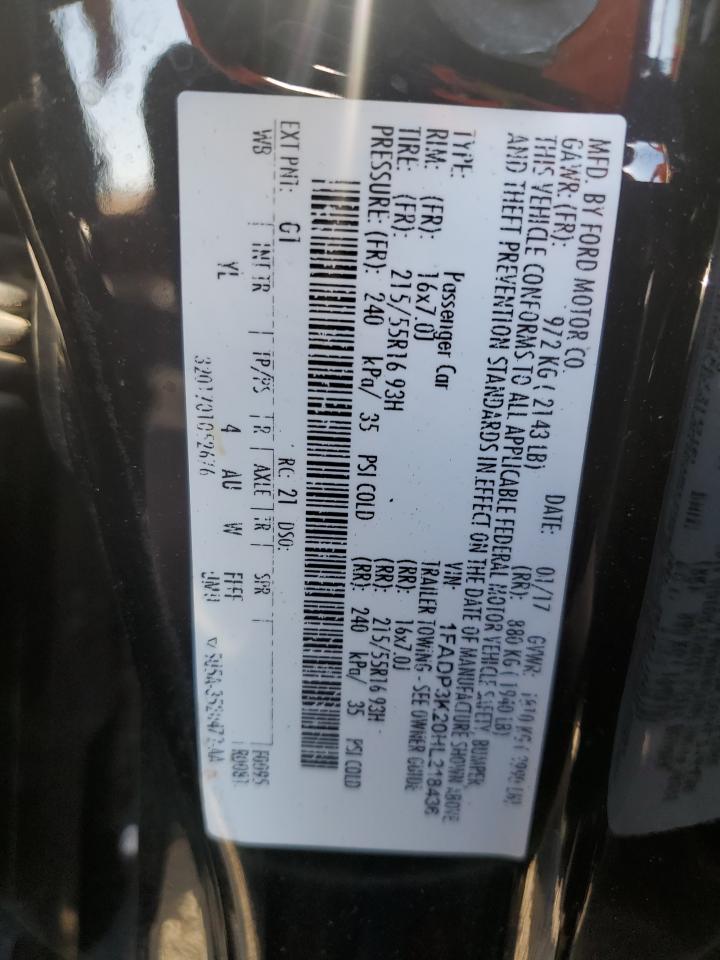 MFD. BY FORD MOTOR CO.
DATE: 01/17 GVWR:
GAWR: (FR): 972 KG ( 2143 LB) (RR): 880 KG ( 1940 LB)
THIS VEHICLE CONFORMS TO ALL APPLICABLE FEDERAL MOTOR VEHICLE SAFETY, BUMPER,
AND THEFT PREVENTION STANDARDS IN EFFECT ON THE DATE OF MANUFACTURE SHOWN ABOVE
VIN: 1FADP3K20HL218436
TYPE: Passenger Car TRAILER TOWING - SEE OWNER GUIDE
RIM: (FR): 16x7.0J (RR): 16x7.0J
TIRE: (FR): 215/55R16 93H (RR): 215/55R16 93H
PRESSURE: (FR): 240 kPa/ 35 PSI COLD (RR): 240 kPa/ 35 PSI COLD
EXT PNT: G1 RC: 21 DSO:
WB INT TR TP/PS R AXLE TR SPR
YL 4 AU W